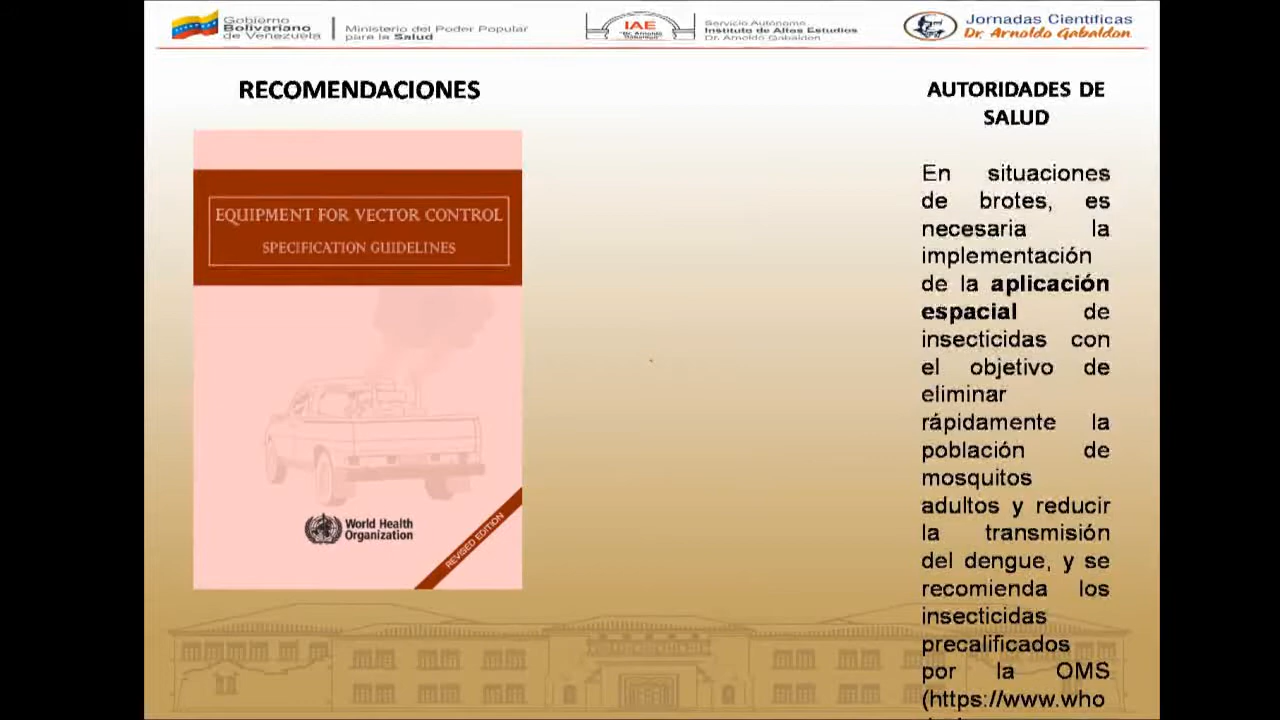 Gobierno
Bolivariano
de Venezuela
Ministerio del Poder Popular
para la Salud
IAE
"Dr. Arnoldo
Gabaldon"
Servicio Autónomo
Instituto de Altos Estudios
Dr. Arnoldo Gabaldon
Jornadas Científicas
Dr. Arnoldo Gabaldon
RECOMENDACIONES
EQUIPMENT FOR VECTOR CONTROL
SPECIFICATION GUIDELINES
World Health
Organization
REVISED EDITION
AUTORIDADES DE
SALUD
En situaciones
de brotes, es
necesaria la
implementación
de la aplicación
espacial de
insecticidas con
el objetivo de
eliminar
rápidamente la
población de
mosquitos
adultos y reducir
la transmisión
del dengue, y se
recomienda los
insecticidas
precalificados
por la OMS
(https://www.who